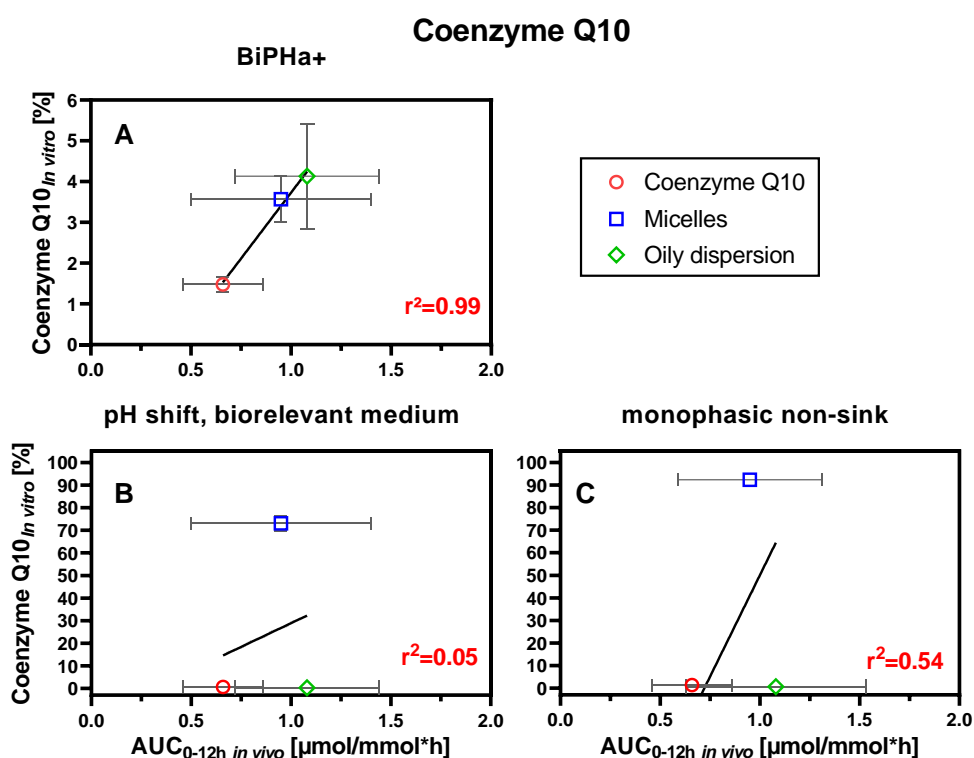 Coenzyme Q10
BiPHa+
Coenzyme Q10In vitro [%]
6
5
4
3
2
1
0
A
r²=0.99
0.0 0.5 1.0 1.5 2.0
Coenzyme Q10
Micelles
Oily dispersion
pH shift, biorelevant medium
Coenzyme Q10In vitro [%]
100
90
80
70
60
50
40
30
20
10
0
B
r²=0.05
0.0 0.5 1.0 1.5 2.0
AUC0-12h in vivo [µmol/mmol*h]
monophasic non-sink
100
90
80
70
60
50
40
30
20
10
0
C
r²=0.54
0.0 0.5 1.0 1.5 2.0
AUC0-12h in vivo [µmol/mmol*h]